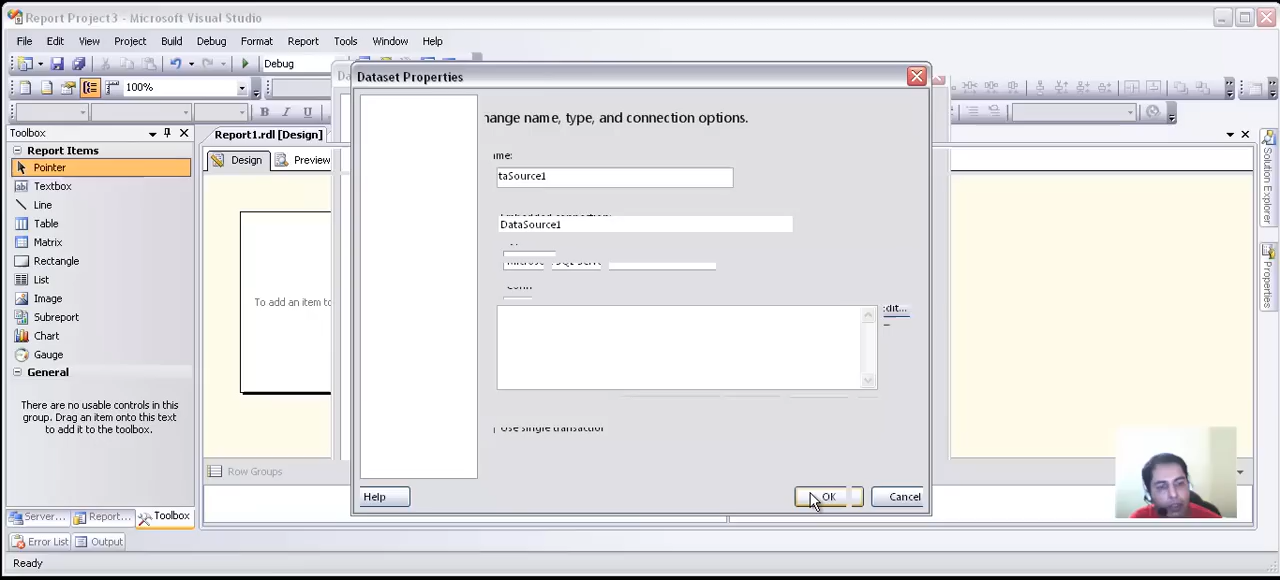 Report Project3 - Microsoft Visual Studio
File Edit View Project Build Debug Format Report Tools Window Help
Debug
100%
B I U
Toolbox
Report Items
Pointer
Textbox
Line
Table
Matrix
Rectangle
List
Image
Subreport
Chart
Gauge
General
There are no usable controls in this
group. Drag an item onto this text
to add it to the toolbox.
Server... Report... Toolbox
Error List Output
Ready
Report1.rdl [Design]
Design Preview
To add an item to
Row Groups
Dataset Properties
hange name, type, and connection options.
me:
taSource1
DataSource1
dit...
Use single transaction
Help
OK
Cancel
Solution Explorer
Properties